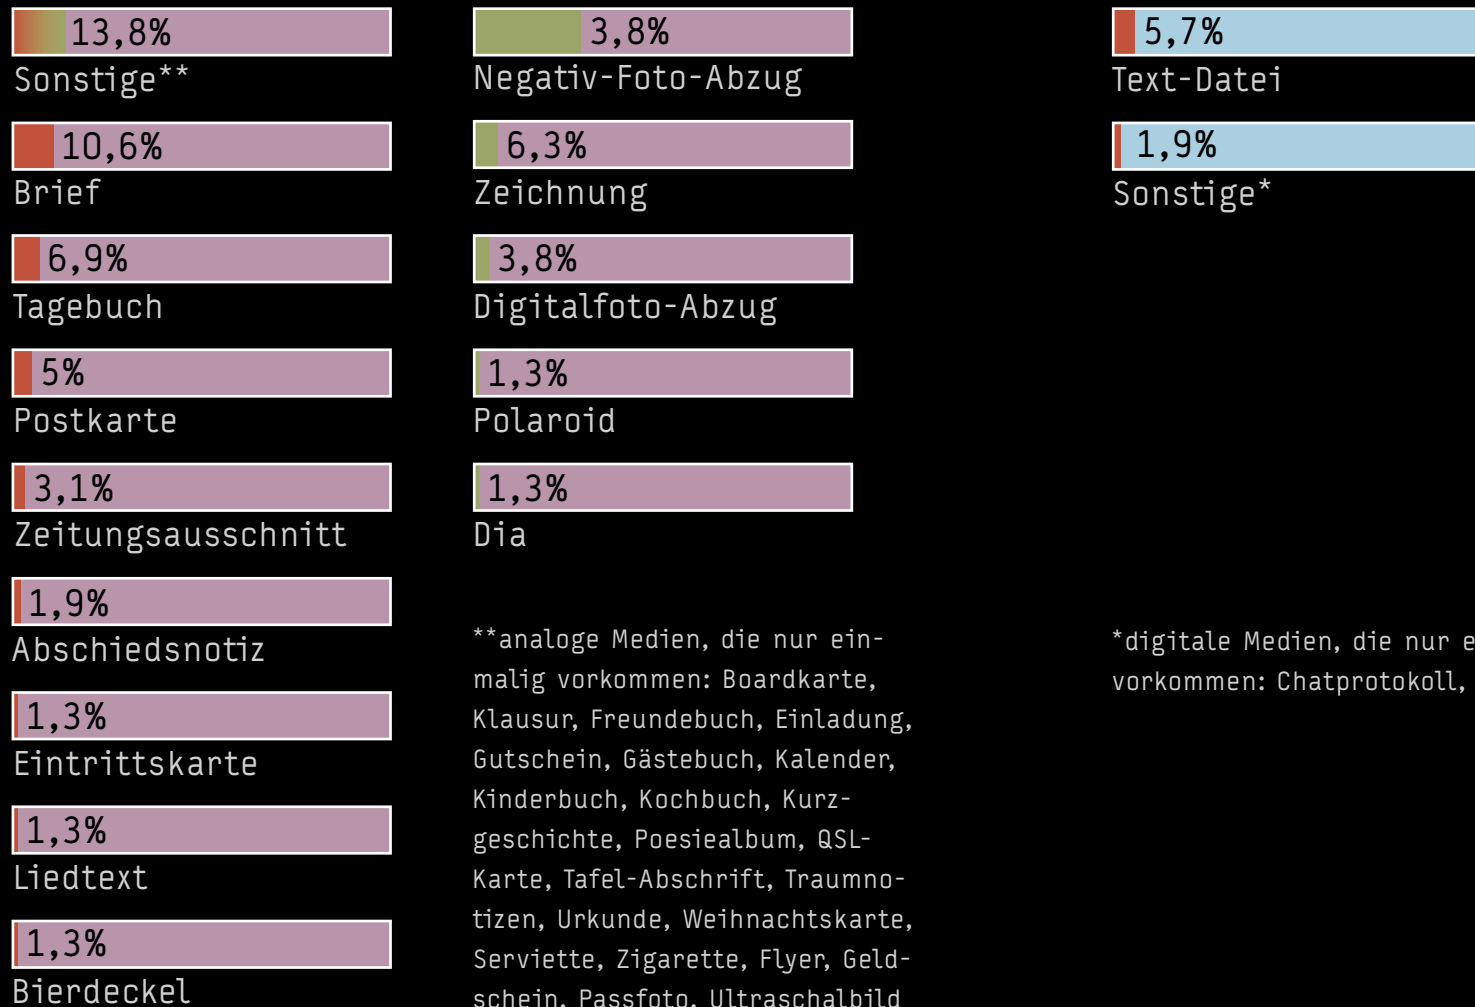 13,8%
Sonstige**
10,6%
Brief
6,9%
Tagebuch
5%
Postkarte
3,1%
Zeitungsausschnitt
1,9%
Abschiedsnotiz
1,3%
Eintrittskarte
1,3%
Liedtext
1,3%
Bierdeckel
3,8%
Negativ-Foto-Abzug
6,3%
Zeichnung
3,8%
Digitalfoto-Abzug
1,3%
Polaroid
1,3%
Dia
**analoge Medien, die nur ein-
malig vorkommen: Boardkarte,
Klausur, Freundebuch, Einladung,
Gutschein, Gästebuch, Kalender,
Kinderbuch, Kochbuch, Kurz-
geschichte, Poesiealbum, QSL-
Karte, Tafel-Abschrift, Traumno-
tizen, Urkunde, Weihnachtskarte,
Serviette, Zigarette, Flyer, Geld-
schein, Passfoto, Ultraschalbild
5,7%
Text-Datei
1,9%
Sonstige*
*digitale Medien, die nur e
vorkommen: Chatprotokoll,